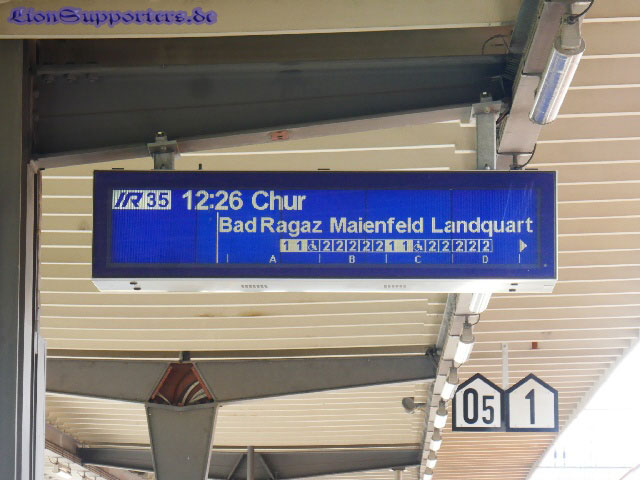 LionSupporters.de
IR 35 12:26 Chur
Bad Ragaz Maienfeld Landquart
1 1 2 2 2 2 2 1 1 2 2 2 2 2
A B C D
05 1